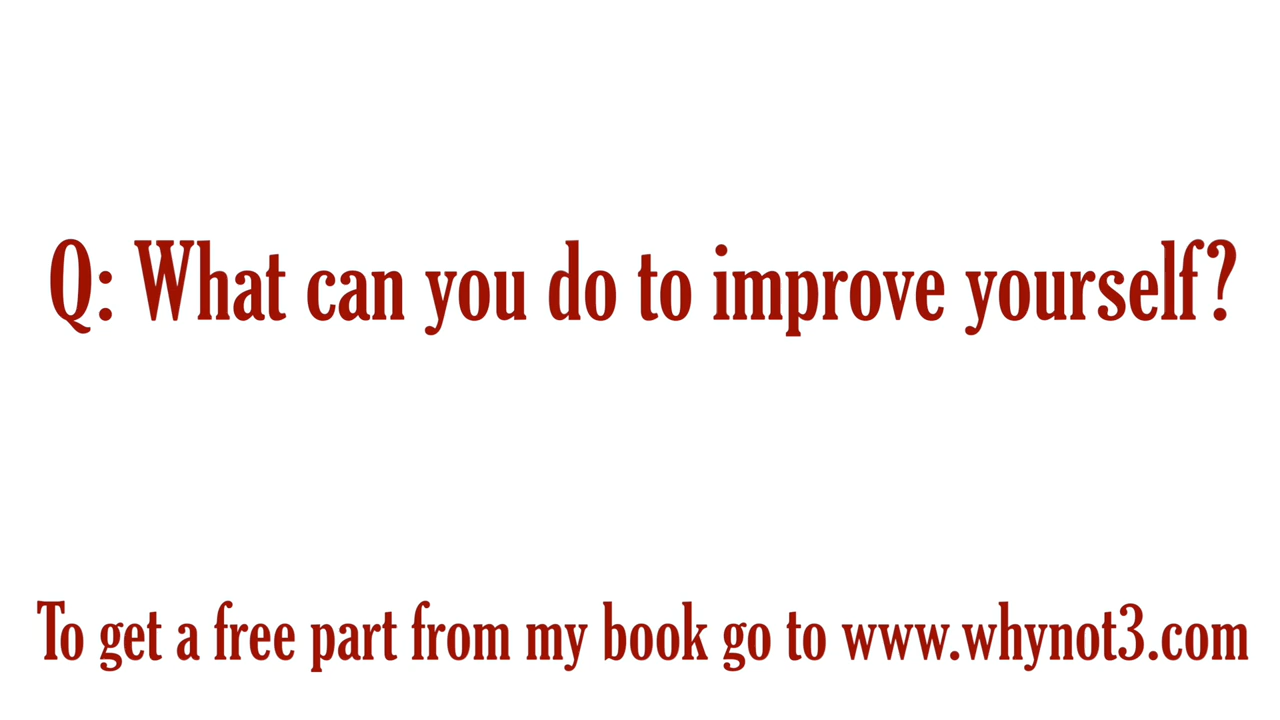 Q: What can you do to improve yourself?
To get a free part from my book go to www.whynot3.com